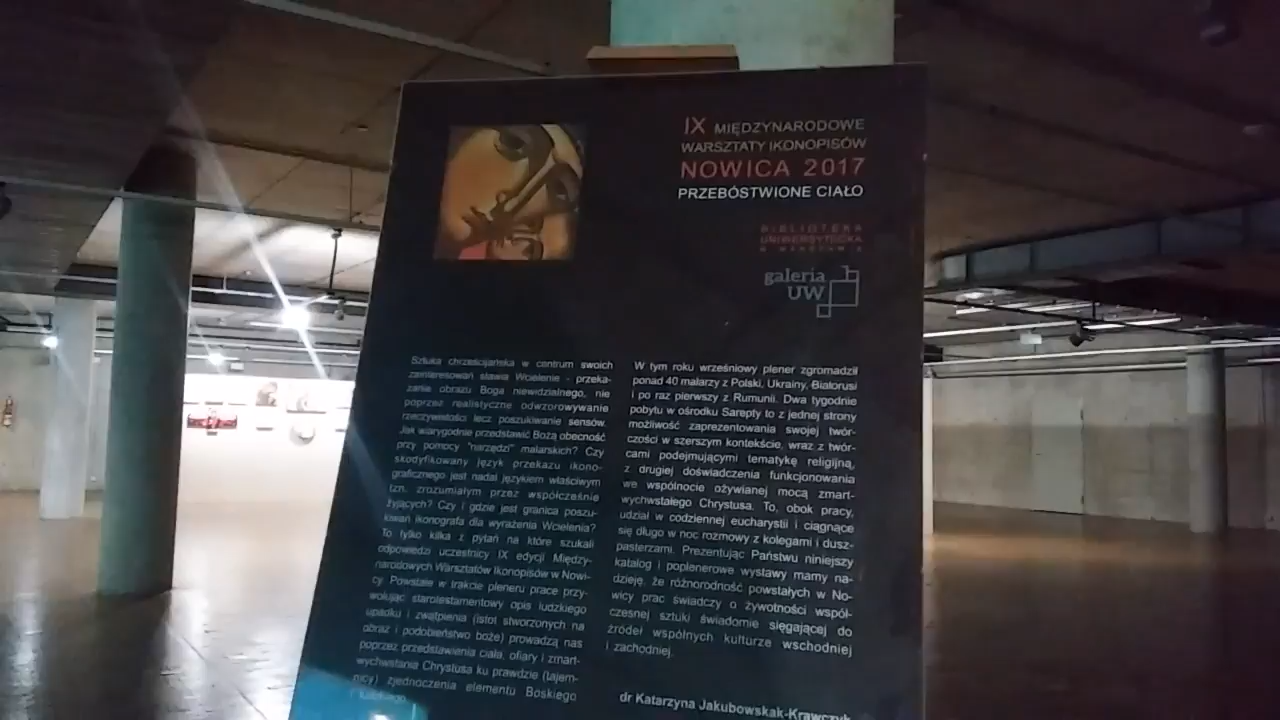 IX MIĘDZYNARODOWE
WARSZTATY IKONOPISÓW
NOWICA 2017
PRZEBÓSTWIONE CIAŁO
BIBLIOTEKA
UNIWERSYTECKA
galeria
UW
Sztuka chrześcijańska w centrum swoich
zainteresowań stawia Wcielenie - przeka-
zanie obrazu Boga niewidzialnego, nie
poprzez realistyczne odwzorowywanie
rzeczywistości lecz poszukiwanie sensów.
Jak wiarygodnie przedstawić Bożą obecność
przy pomocy "narzędzi" malarskich? Czy
skodyfikowany język przekazu ikono-
graficznego jest nadal językiem właściwym
tzn. zrozumiałym przez współcześnie
żyjących? Czy i gdzie jest granica poszu-
kiwań ikonografa dla wyrażenia Wcielenia?
To tylko kilka z pytań na które szukali
odpowiedzi uczestnicy IX edycji Między-
narodowych Warsztatów Ikonopisów w Nowi-
cy. Powstałe w trakcie pleneru prace przy-
wołując starotestamentowy opis ludzkiego
upadku i zwątpienia (istot stworzonych na
obraz i podobieństwo boże) prowadzą nas
poprzez przedstawienia ciała, ofiary i zmart-
wychwstania Chrystusa ku prawdzie (tajem-
nicy) zjednoczenia elementu Boskiego
i ludzkiego.
W tym roku wrześniowy plener zgromadził
ponad 40 malarzy z Polski, Ukrainy, Białorusi
i po raz pierwszy z Rumunii. Dwa tygodnie
pobytu w ośrodku Sarepty to z jednej strony
możliwość zaprezentowania swojej twór-
czości w szerszym kontekście, wraz z twór-
cami podejmującymi tematykę religijną,
z drugiej doświadczenia funkcjonowania
we wspólnocie ożywianej mocą zmart-
wychwstałego Chrystusa. To, obok pracy,
udział w codziennej eucharystii i ciągnące
się długo w noc rozmowy z kolegami i dusz-
pasterzami. Prezentując Państwu niniejszy
katalog i poplenerowe wystawy mamy na-
dzieję, że różnorodność powstałych w No-
wicy prac świadczy o żywotności współ-
czesnej sztuki świadomie sięgającej do
źródeł wspólnych kulturze wschodniej
i zachodniej.
dr Katarzyna Jakubowskak-Krawczyk